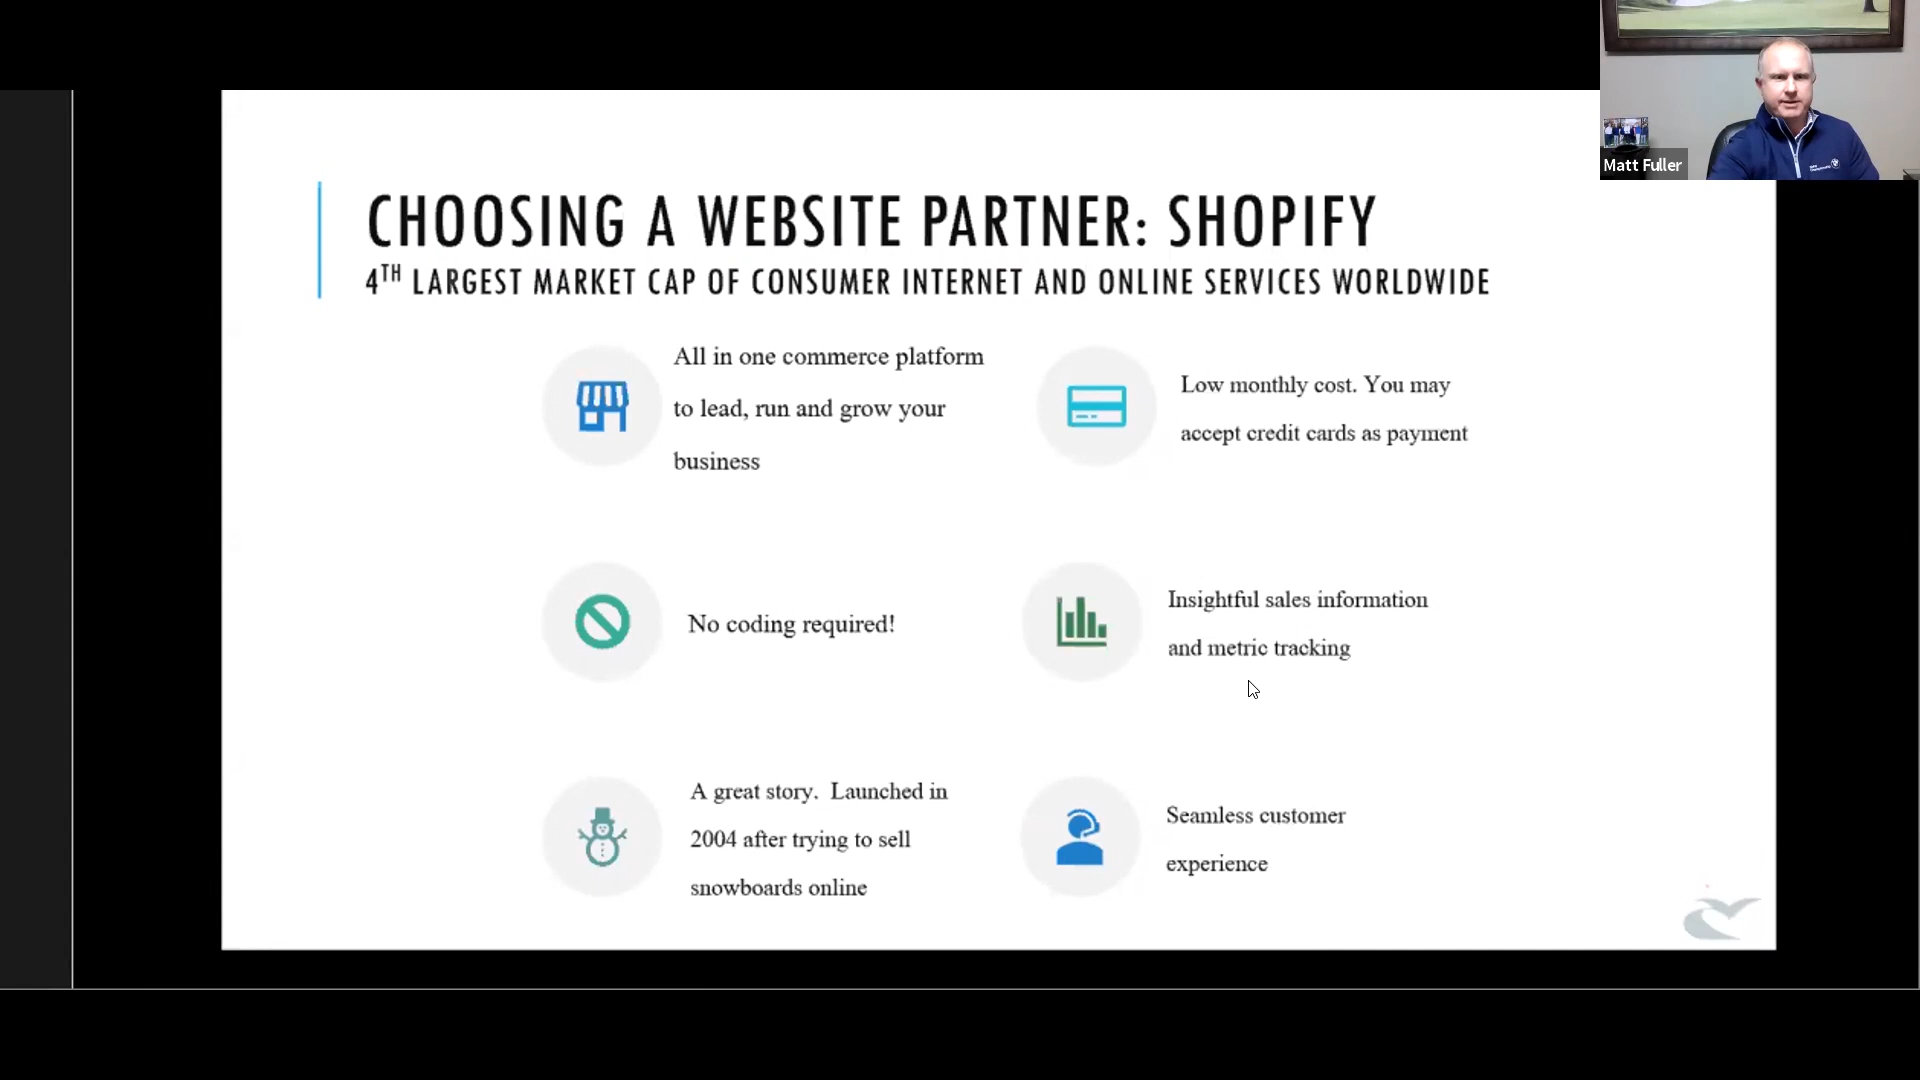 Matt Fuller
CHOOSING A WEBSITE PARTNER: SHOPIFY
4TH LARGEST MARKET CAP OF CONSUMER INTERNET AND ONLINE SERVICES WORLDWIDE
All in one commerce platform
to lead, run and grow your
business
Low monthly cost. You may
accept credit cards as payment
No coding required!
Insightful sales information
and metric tracking
A great story.  Launched in
2004 after trying to sell
snowboards online
Seamless customer
experience